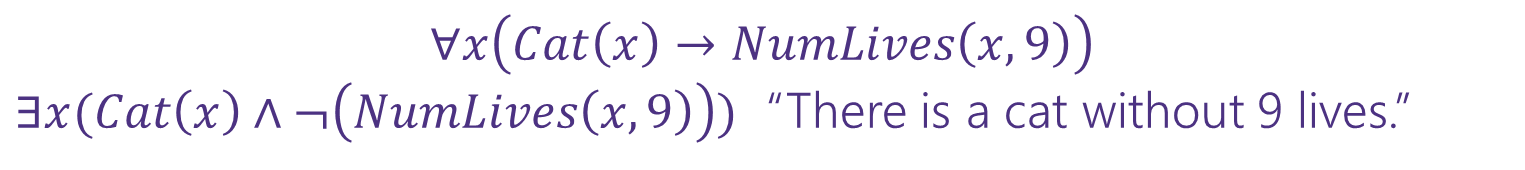 ∀x(Cat(x) → NumLives(x, 9))
∃x(Cat(x) ∧ ¬(NumLives(x, 9))) “There is a cat without 9 lives.”